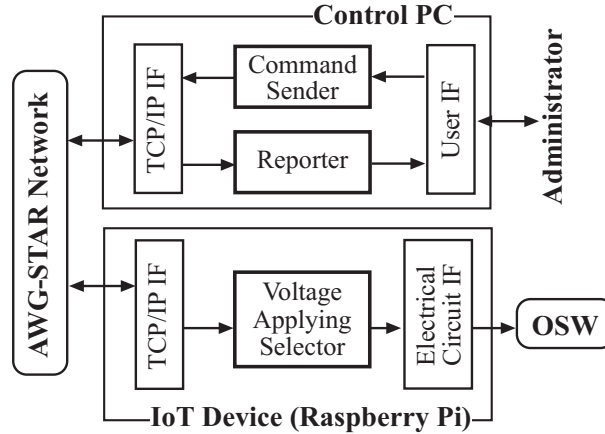 Control PC
AWG-STAR Network
TCP/IP IF
Command
Sender
Reporter
User IF
Administrator
TCP/IP IF
Voltage
Applying
Selector
Electrical
Circuit IF
OSW
IoT Device (Raspberry Pi)